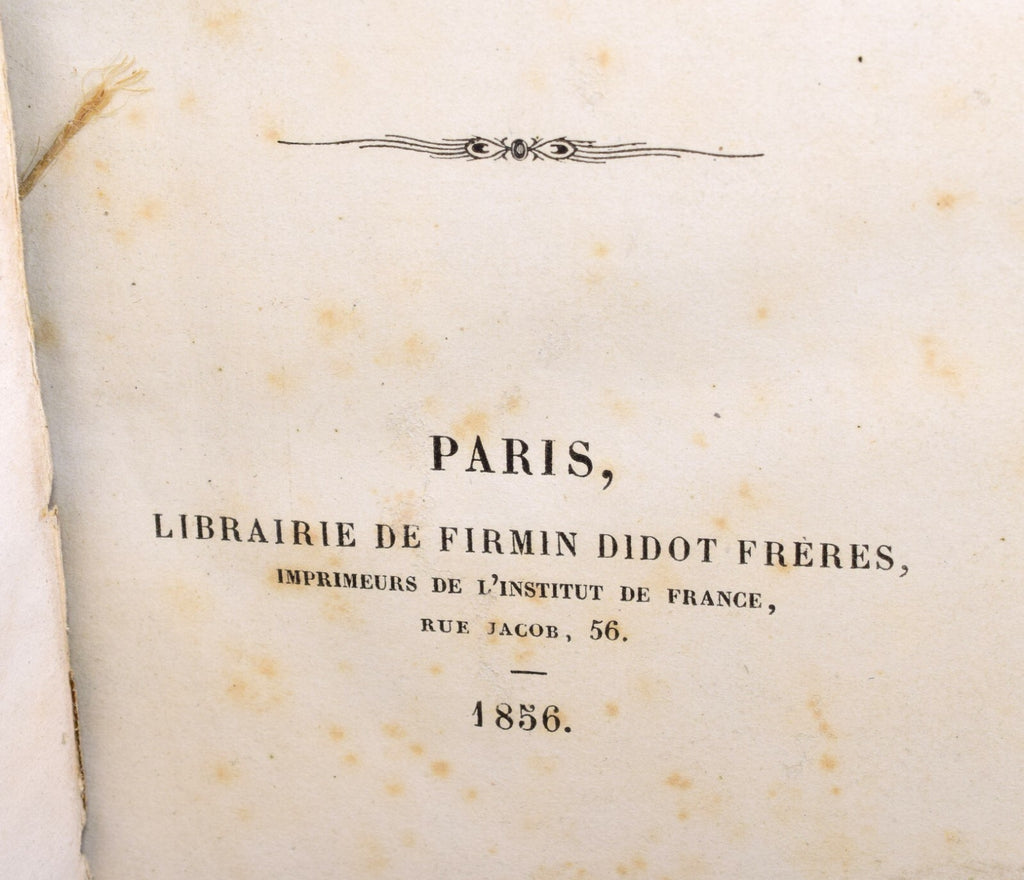 PARIS,
LIBRAIRIE DE FIRMIN DIDOT FRÈRES,
IMPRIMEURS DE L'INSTITUT DE FRANCE,
RUE JACOB, 56.
1856.